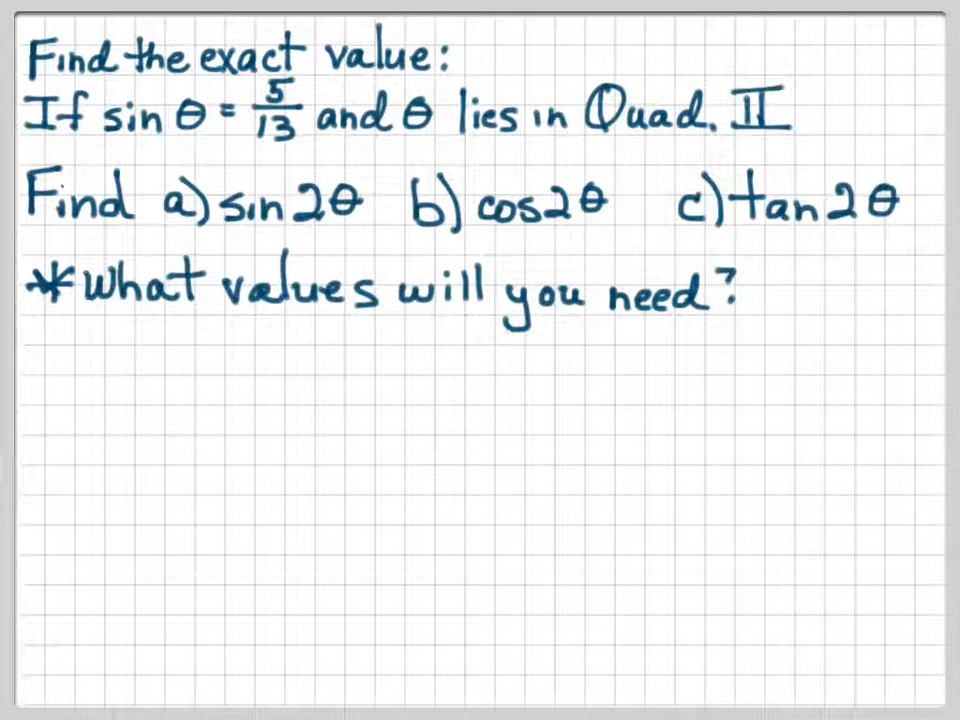 Find the exact value:
If sin θ = 5/13 and θ lies in Quad. II
Find a) sin 2θ b) cos 2θ c) tan 2θ
*What values will you need?